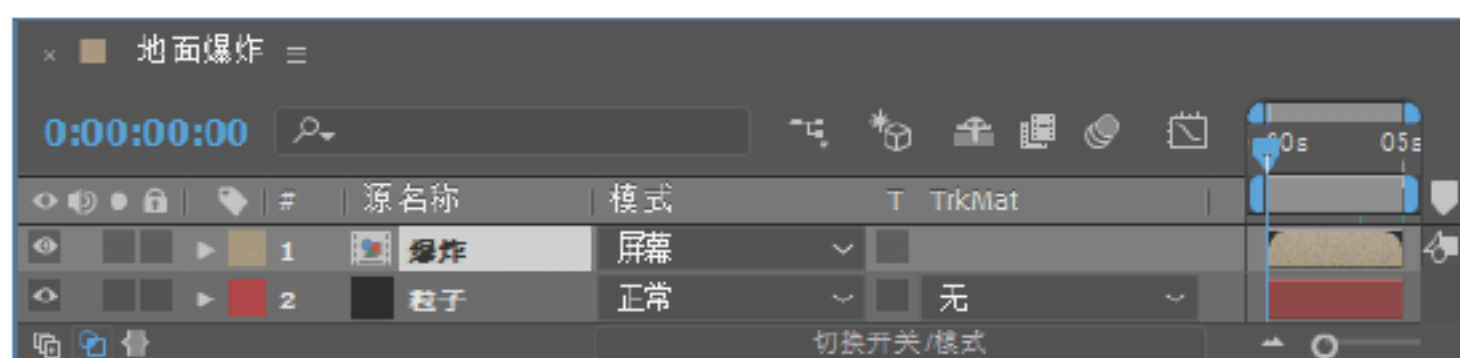 地面爆炸
0:00:00:00
00s 05s
# 源名称 模式 T TrkMat
1 爆炸 屏幕
2 粒子 正常 无
切换开关/模式